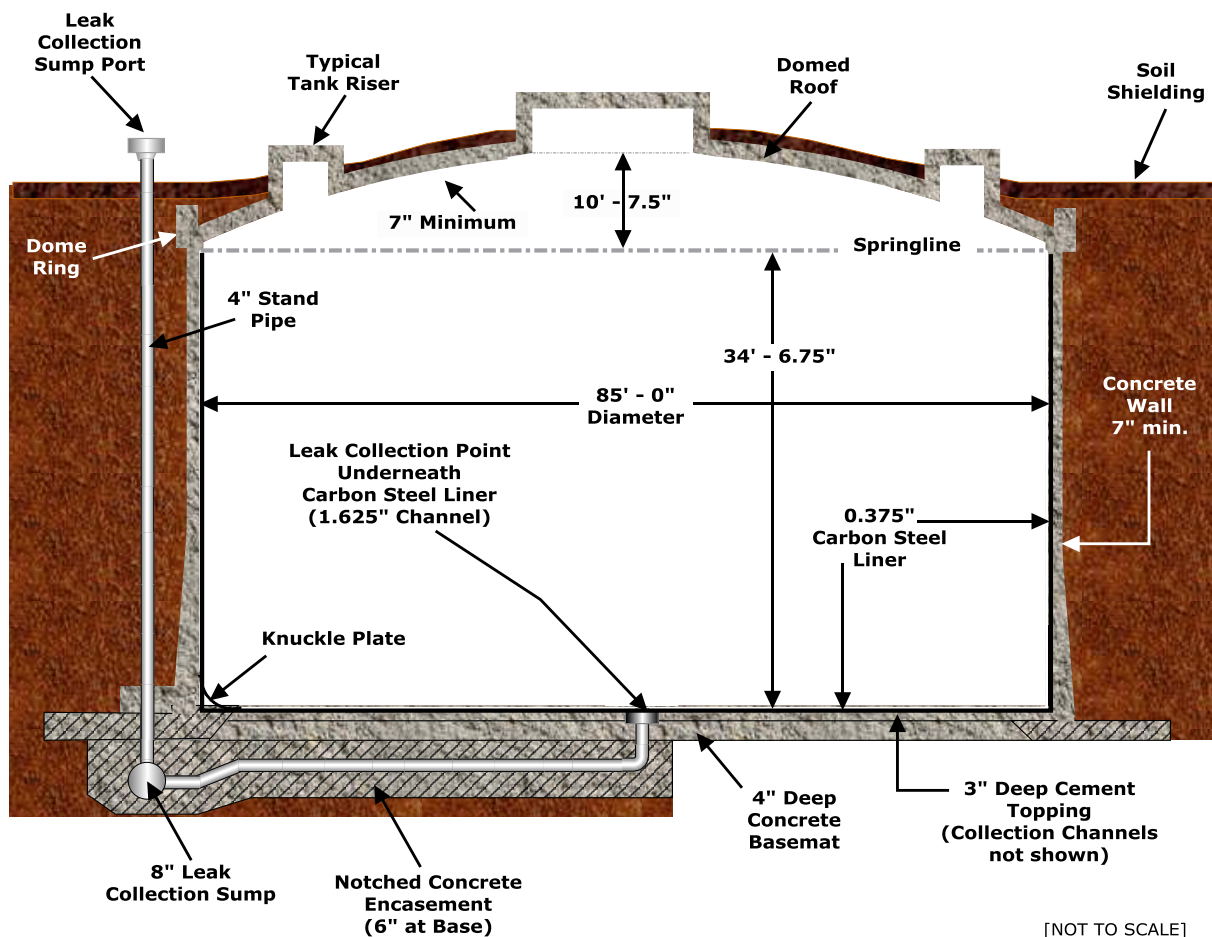 Leak
Collection
Sump Port
Typical
Tank Riser
Domed
Roof
Soil
Shielding
10' - 7.5"
7" Minimum
Dome
Ring
Springline
4" Stand
Pipe
34' - 6.75"
85' - 0"
Diameter
Concrete
Wall
7" min.
Leak Collection Point
Underneath
Carbon Steel Liner
(1.625" Channel)
0.375"
Carbon Steel
Liner
Knuckle Plate
8" Leak
Collection Sump
Notched Concrete
Encasement
(6" at Base)
4" Deep
Concrete
Basemat
3" Deep Cement
Topping
(Collection Channels
not shown)
[NOT TO SCALE]